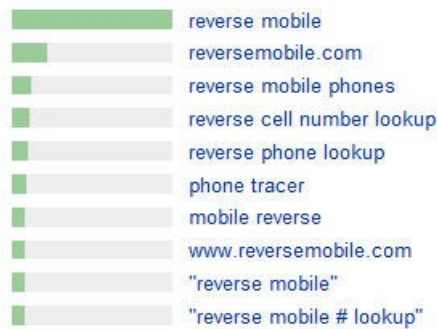 reverse mobile
reversemobile.com
reverse mobile phones
reverse cell number lookup
reverse phone lookup
phone tracer
mobile reverse
www.reversemobile.com
"reverse mobile"
"reverse mobile # lookup"